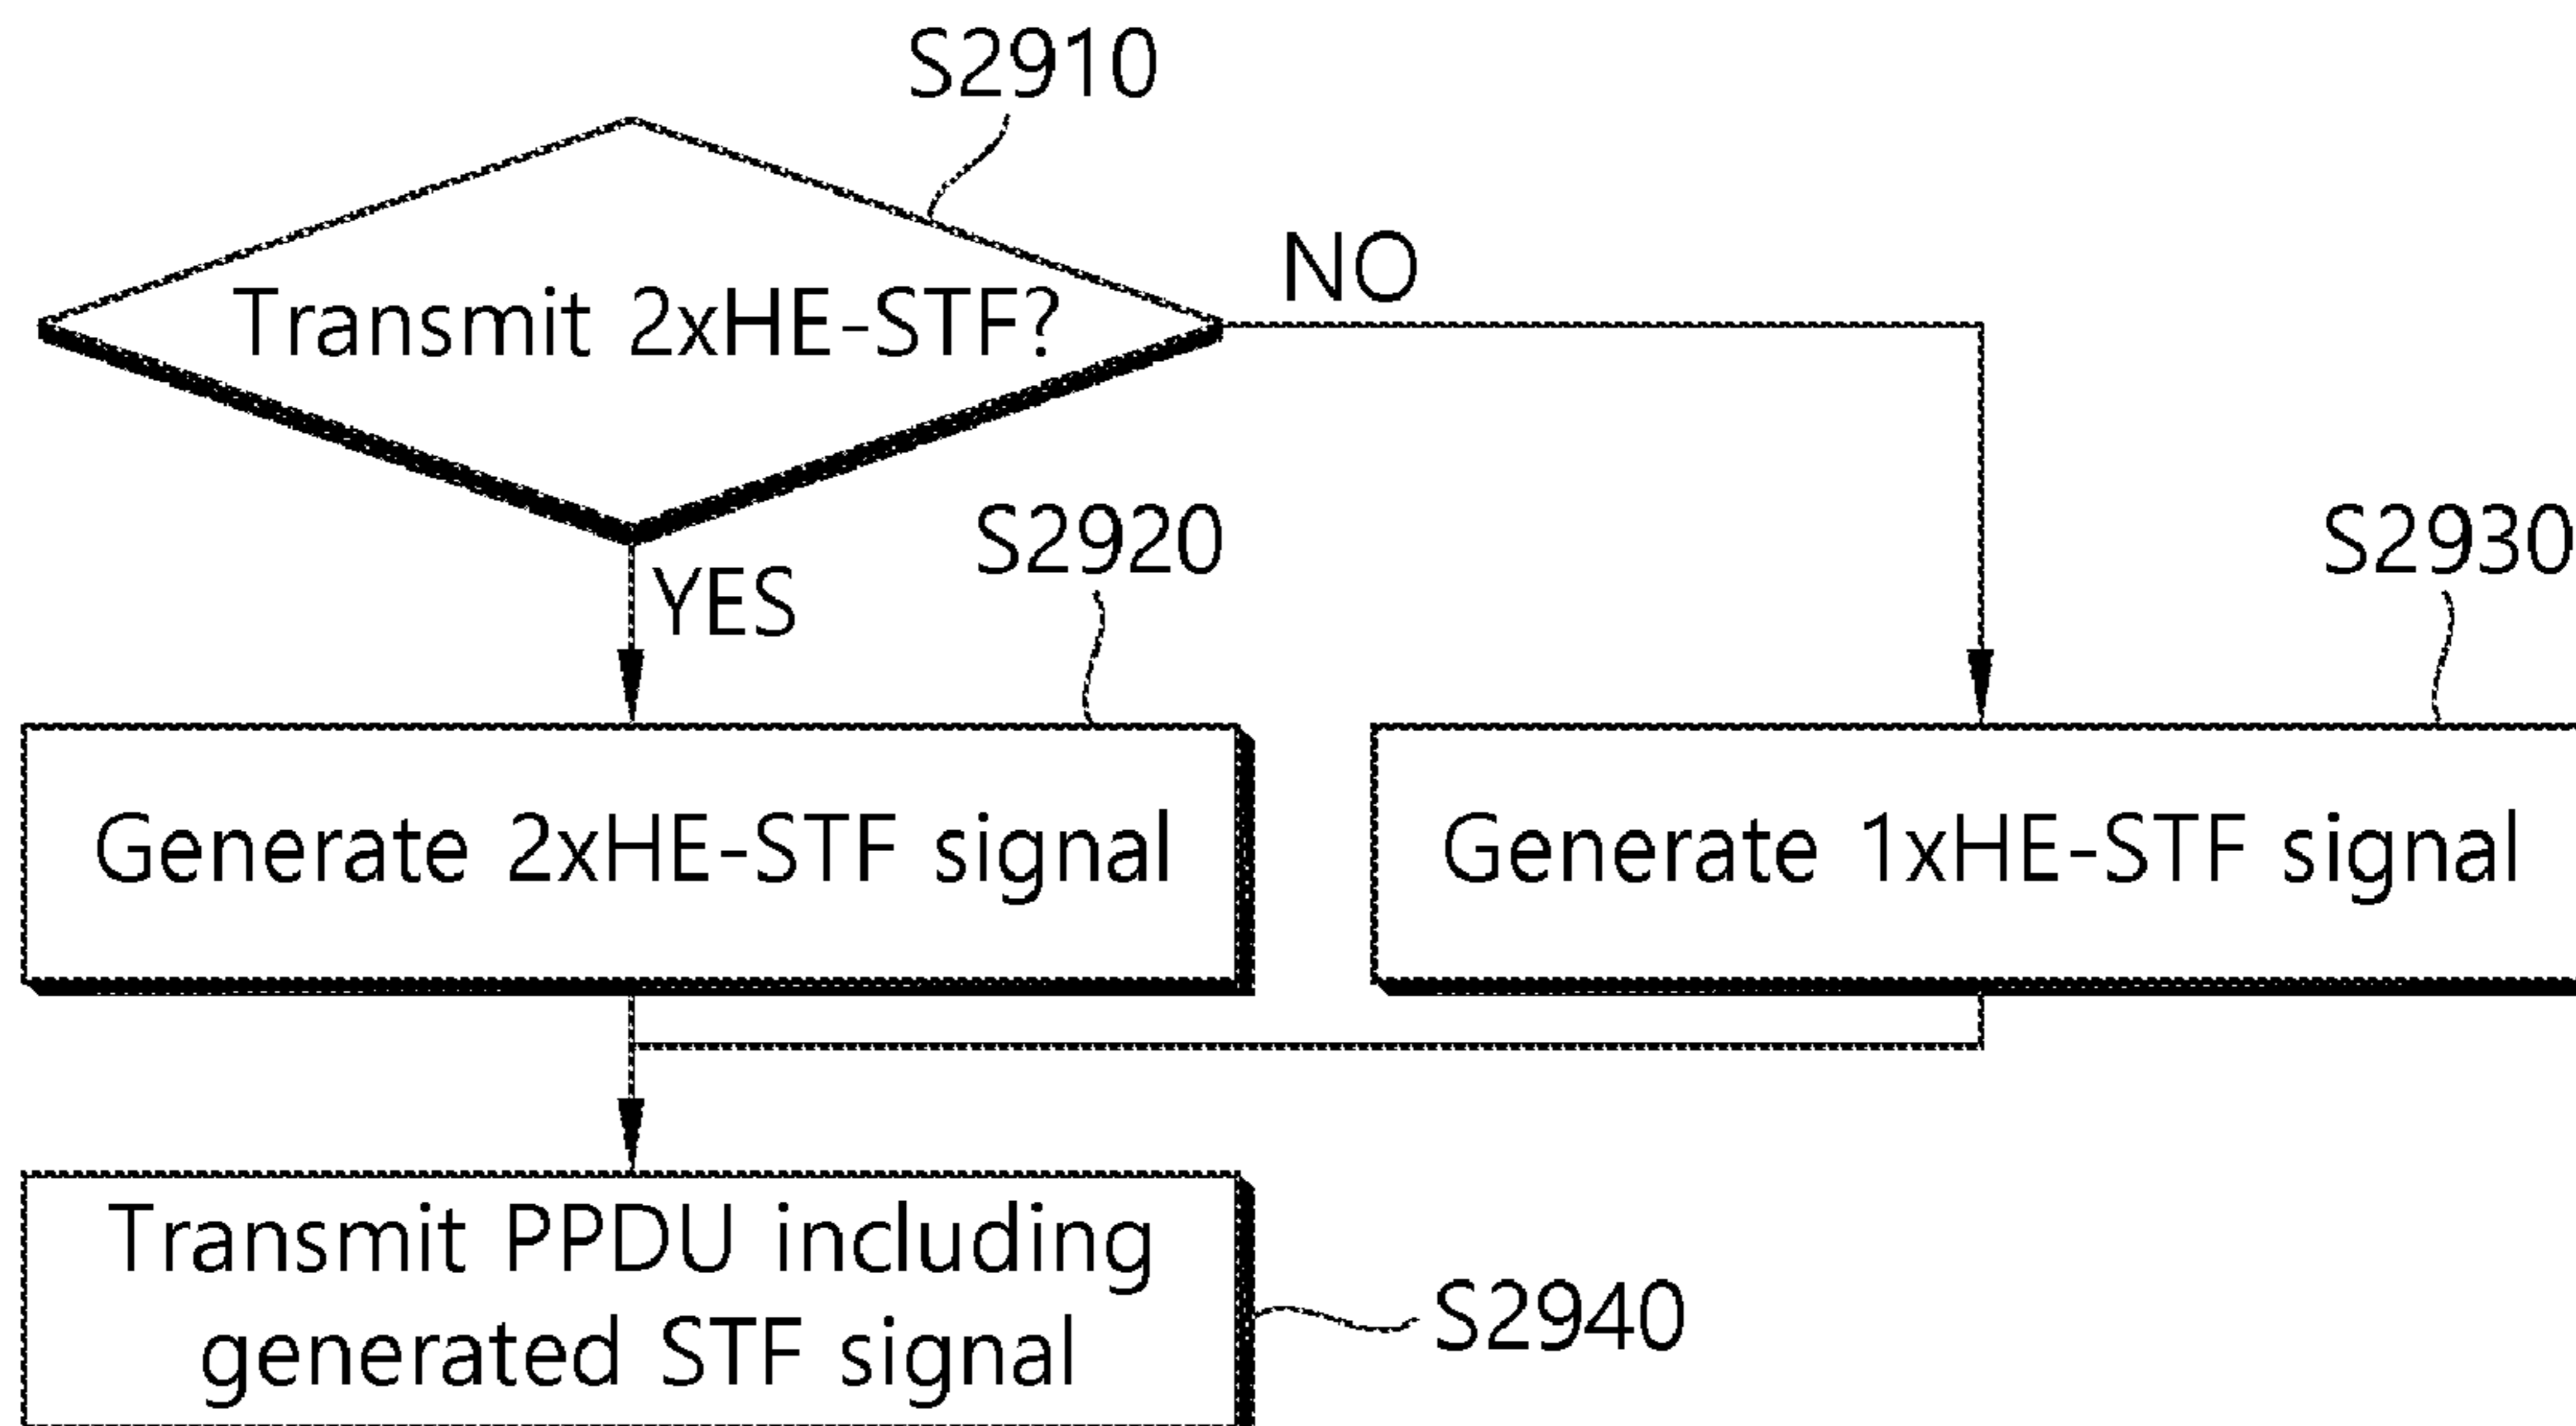 S2910
Transmit 2xHE-STF?
NO
YES
S2920
S2930
Generate 2xHE-STF signal
Generate 1xHE-STF signal
Transmit PPDU including
generated STF signal
S2940